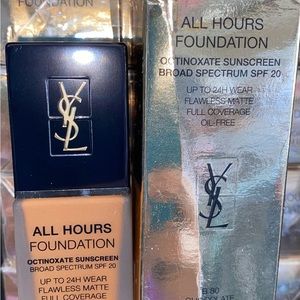 FOUNDATION
YSL
ALL HOURS
FOUNDATION
OCTINOXATE SUNSCREEN
BROAD SPECTRUM SPF 20
UP TO 24H WEAR
FLAWLESS MATTE
FULL COVERAGE
ALL HOURS
FOUNDATION
OCTINOXATE SUNSCREEN
BROAD SPECTRUM SPF 20
UP TO 24H WEAR
FLAWLESS MATTE
FULL COVERAGE
OIL-FREE
YSL
B 80